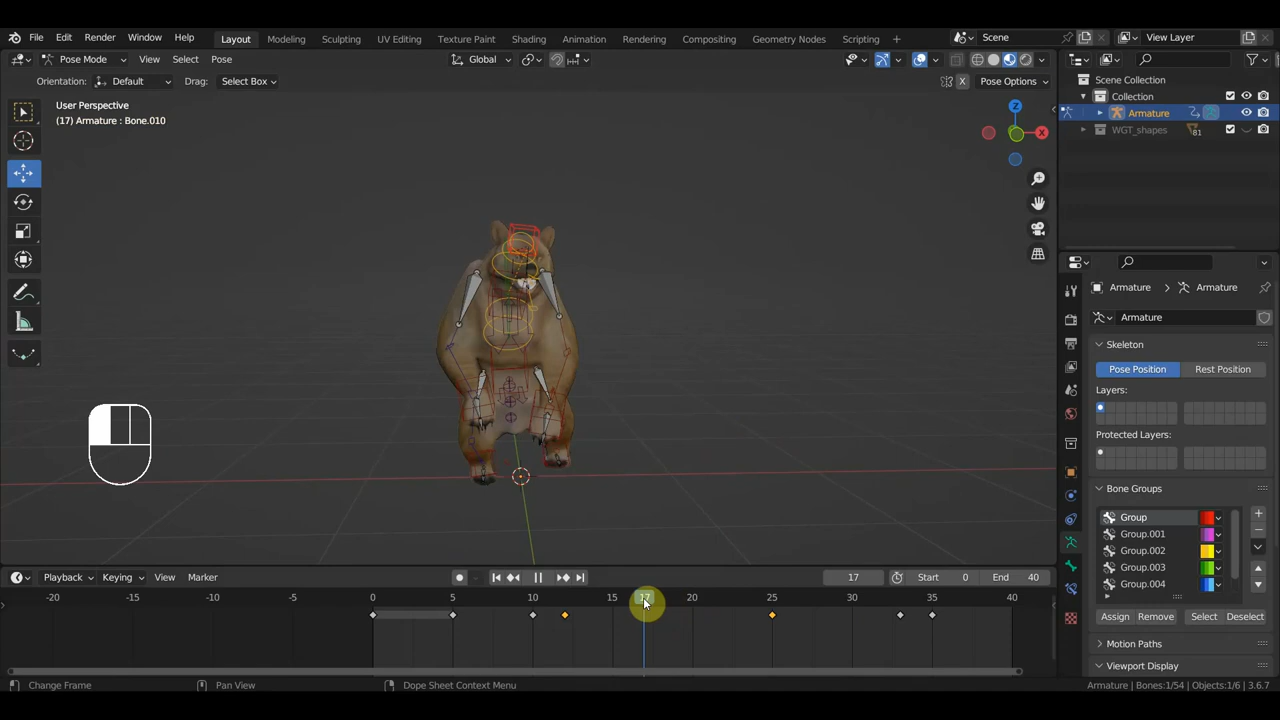 File Edit Render Window Help Layout Modeling Sculpting UV Editing Texture Paint Shading Animation Rendering Compositing Geometry Nodes Scripting + Scene View Layer
Pose Mode View Select Pose Global
Orientation: Default Drag: Select Box X Pose Options
User Perspective
(17) Armature : Bone.010
Z
X
Scene Collection
Collection
Armature
WGT_shapes 81
Armature > Armature
Armature
Skeleton
Pose Position Rest Position
Layers:
Protected Layers:
Bone Groups
Group
Group.001
Group.002
Group.003
Group.004
Assign Remove Select Deselect
Motion Paths
Viewport Display
Playback Keying View Marker 17 Start 0 End 40
-20 -15 -10 -5 0 5 10 15 17 20 25 30 35 40
Change Frame Pan View Dope Sheet Context Menu Armature | Bones:1/54 | Objects:1/6 | 3.6.7